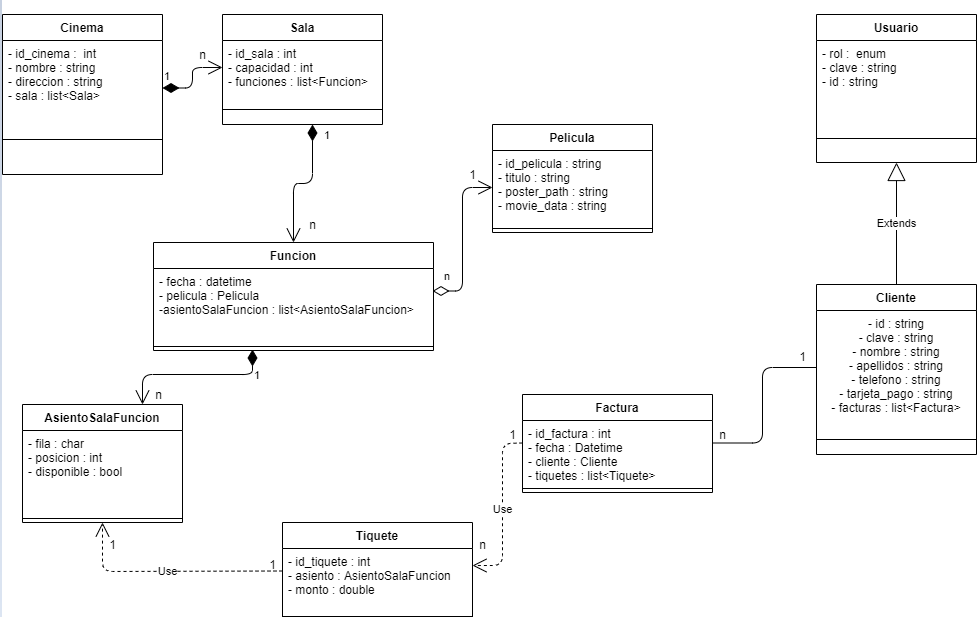 Cinema
- id_cinema :  int
- nombre : string
- direccion : string
- sala : list<Sala>
1
n
Sala
- id_sala : int
- capacidad : int
- funciones : list<Funcion>
1
n
Usuario
- rol :  enum
- clave : string
- id : string
Pelicula
- id_pelicula : string
- titulo : string
- poster_path : string
- movie_data : string
1
n
Extends
Funcion
- fecha : datetime
- pelicula : Pelicula
-asientoSalaFuncion : list<AsientoSalaFuncion>
1
n
Cliente
- id : string
- clave : string
- nombre : string
- apellidos : string
- telefono : string
- tarjeta_pago : string
- facturas : list<Factura>
1
n
AsientoSalaFuncion
- fila : char
- posicion : int
- disponible : bool
Factura
- id_factura : int
- fecha : Datetime
- cliente : Cliente
- tiquetes : list<Tiquete>
1
Use
n
Tiquete
- id_tiquete : int
- asiento : AsientoSalaFuncion
- monto : double
1
Use
1